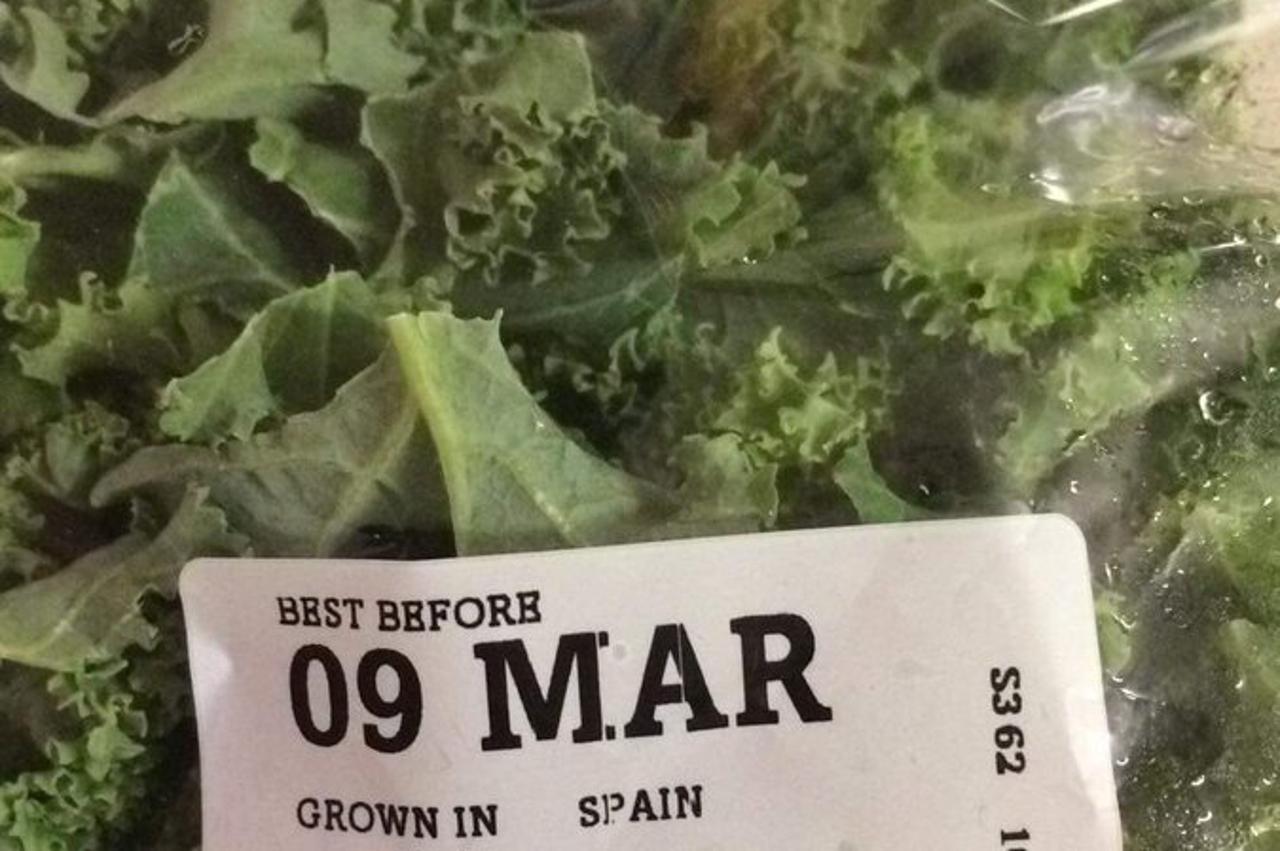 BEST BEFORE
09 MAR
GROWN IN SPAIN
S3 62